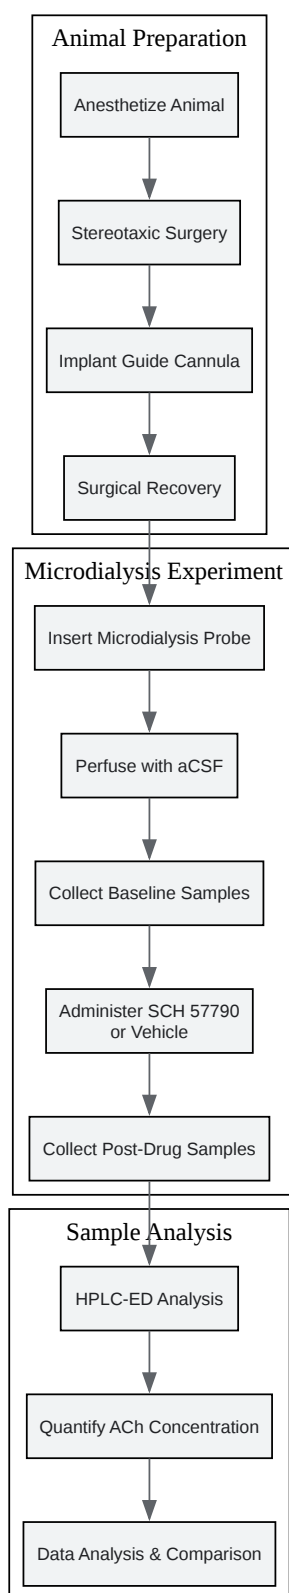 Animal Preparation
Anesthetize Animal
Stereotaxic Surgery
Implant Guide Cannula
Surgical Recovery
Microdialysis Experiment
Insert Microdialysis Probe
Perfuse with aCSF
Collect Baseline Samples
Administer SCH 57790
or Vehicle
Collect Post-Drug Samples
Sample Analysis
HPLC-ED Analysis
Quantify ACh Concentration
Data Analysis & Comparison